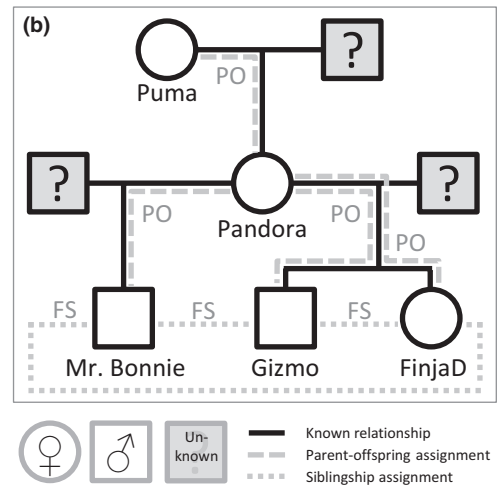 (b)
?
PO
Puma
? ?
PO Pandora PO
PO
FS FS FS
Mr. Bonnie Gizmo FinjaD
♀ ♂ Un-
known
?
Known relationship
Parent-offspring assignment
Siblingship assignment